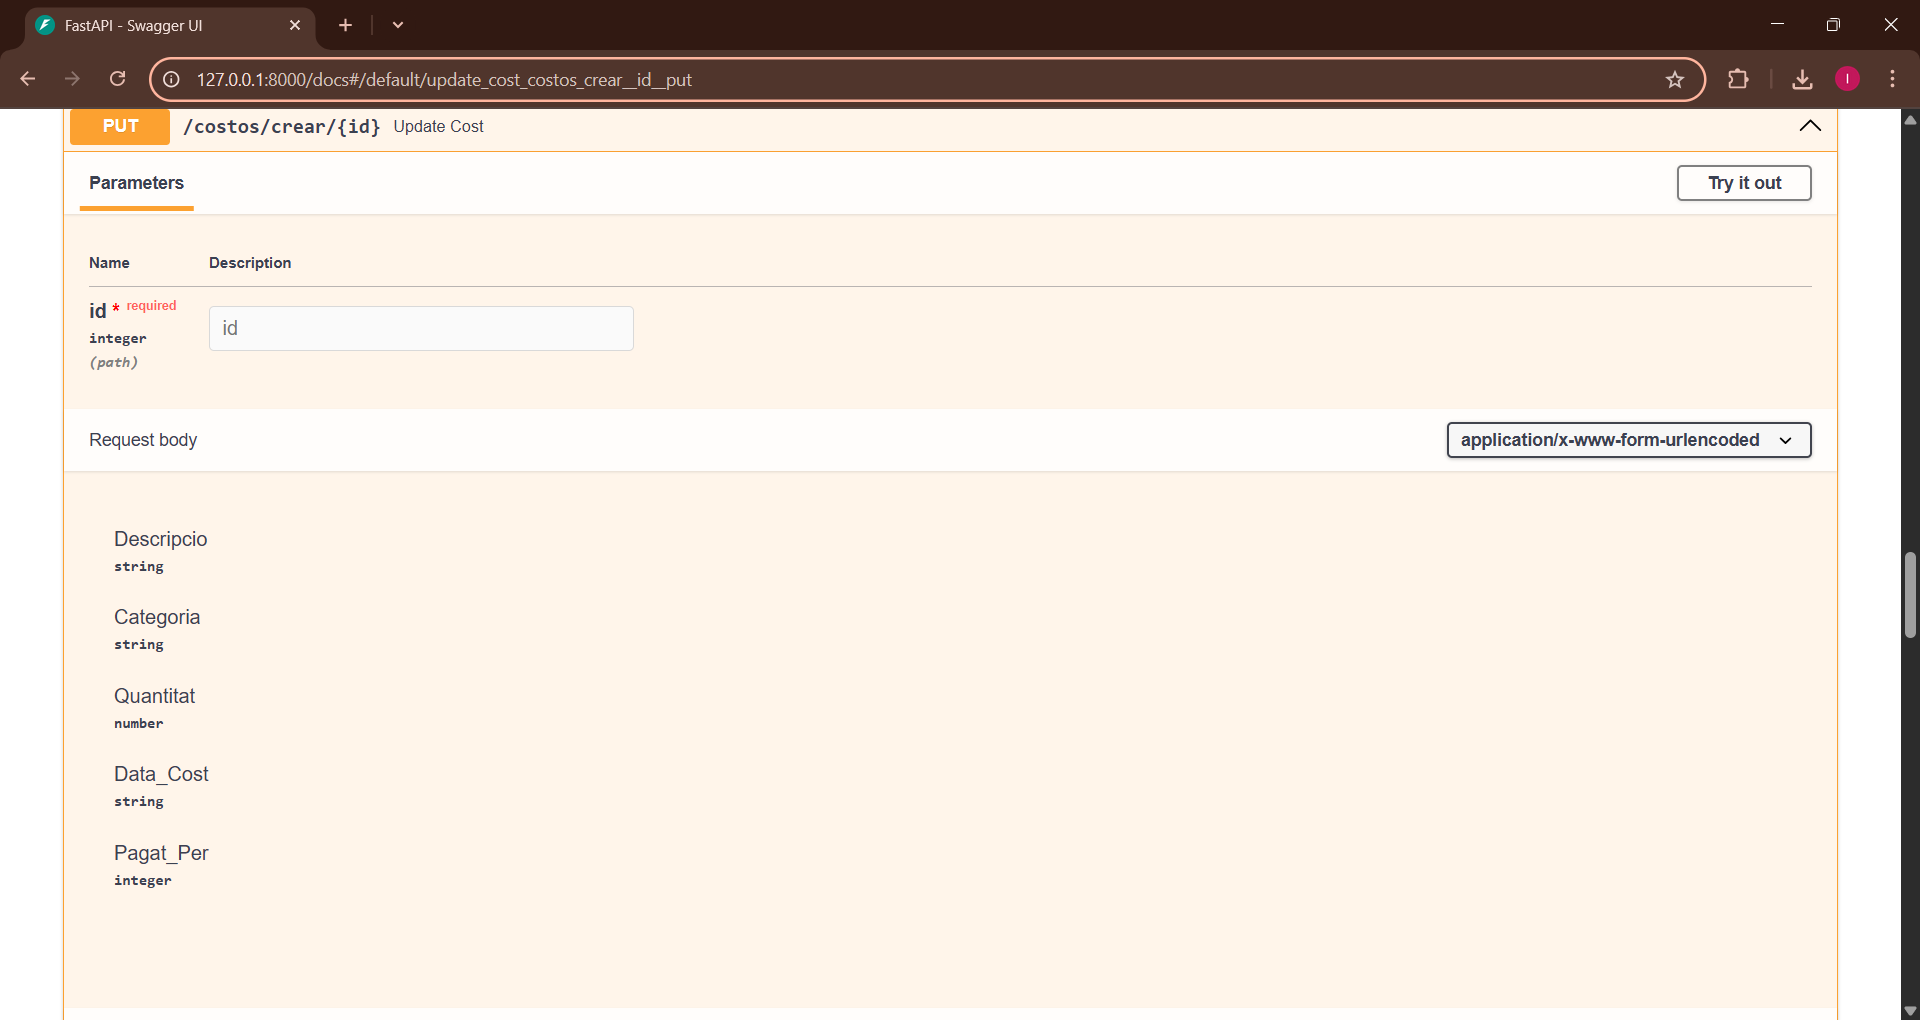 FastAPI - Swagger UI
127.0.0.1:8000/docs#/default/update_cost_costos_crear__id__put
I
PUT /costos/crear/{id} Update Cost
Parameters
Try it out
Name Description
id * required
integer
(path)
id
Request body
application/x-www-form-urlencoded
Descripcio
string
Categoria
string
Quantitat
number
Data_Cost
string
Pagat_Per
integer